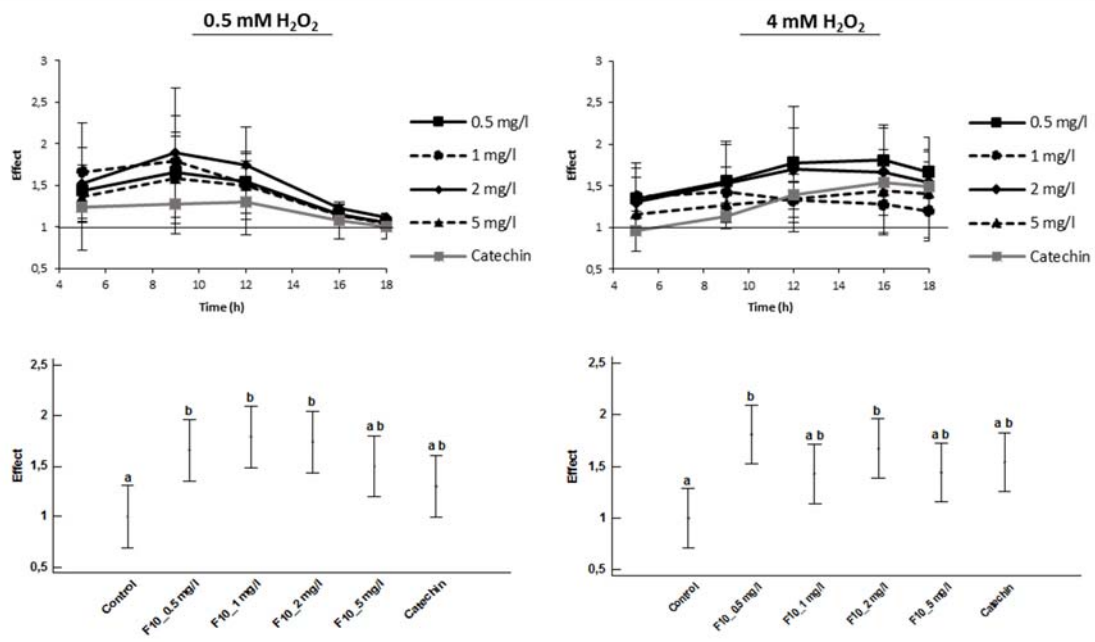 0.5 mM H₂O₂
3
2,5
2
1,5
1
0,5
Effect
4 6 8 10 12 14 16 18
Time (h)
0.5 mg/l
1 mg/l
2 mg/l
5 mg/l
Catechin
4 mM H₂O₂
3
2,5
2
1,5
1
0,5
Effect
4 6 8 10 12 14 16 18
Time (h)
0.5 mg/l
1 mg/l
2 mg/l
5 mg/l
Catechin
2,5
2
1,5
1
0,5
Effect
a
b
b
b
a b
a b
Control
F10_0.5 mg/l
F10_1 mg/l
F10_2 mg/l
F10_5 mg/l
Catechin
2,5
2
1,5
1
0,5
Effect
a
b
a b
b
a b
a b
Control
F10_0.5 mg/l
F10_1 mg/l
F10_2 mg/l
F10_5 mg/l
Catechin